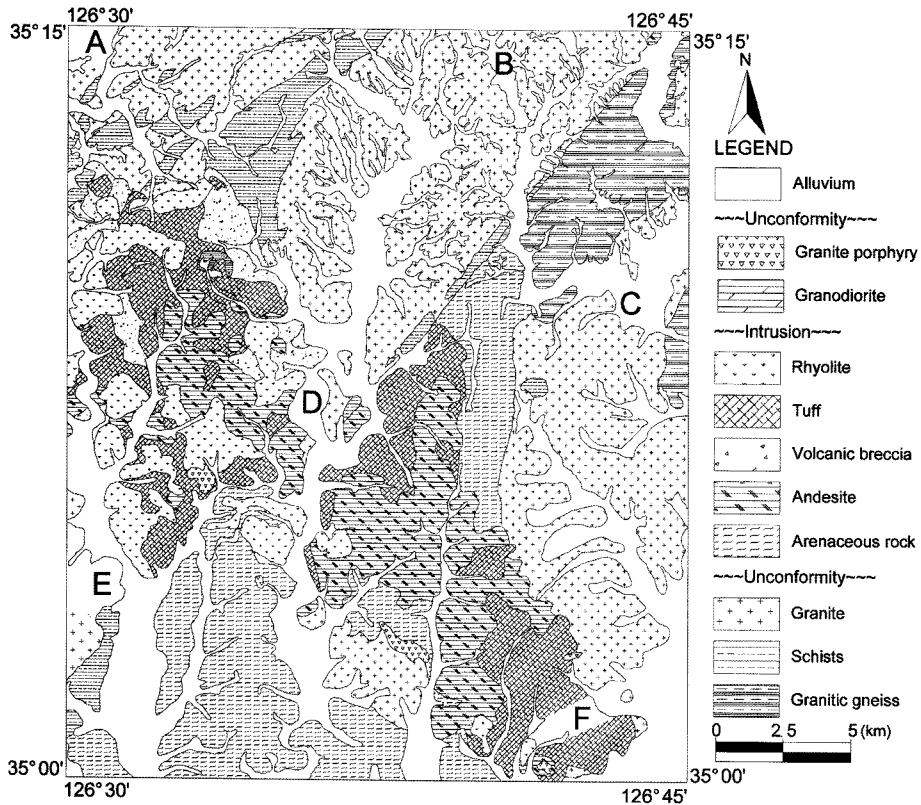 126° 30'
126° 45'
35° 15'
35° 15'
A
B
N
LEGEND
Alluvium
~~~Unconformity~~~
Granite porphyry
Granodiorite
~~~Intrusion~~~
C
Rhyolite
D
Tuff
Volcanic breccia
Andesite
Arenaceous rock
E
~~~Unconformity~~~
Granite
Schists
Granitic gneiss
F
0 2.5 5 (km)
35° 00'
35° 00'
126° 30'
126° 45'